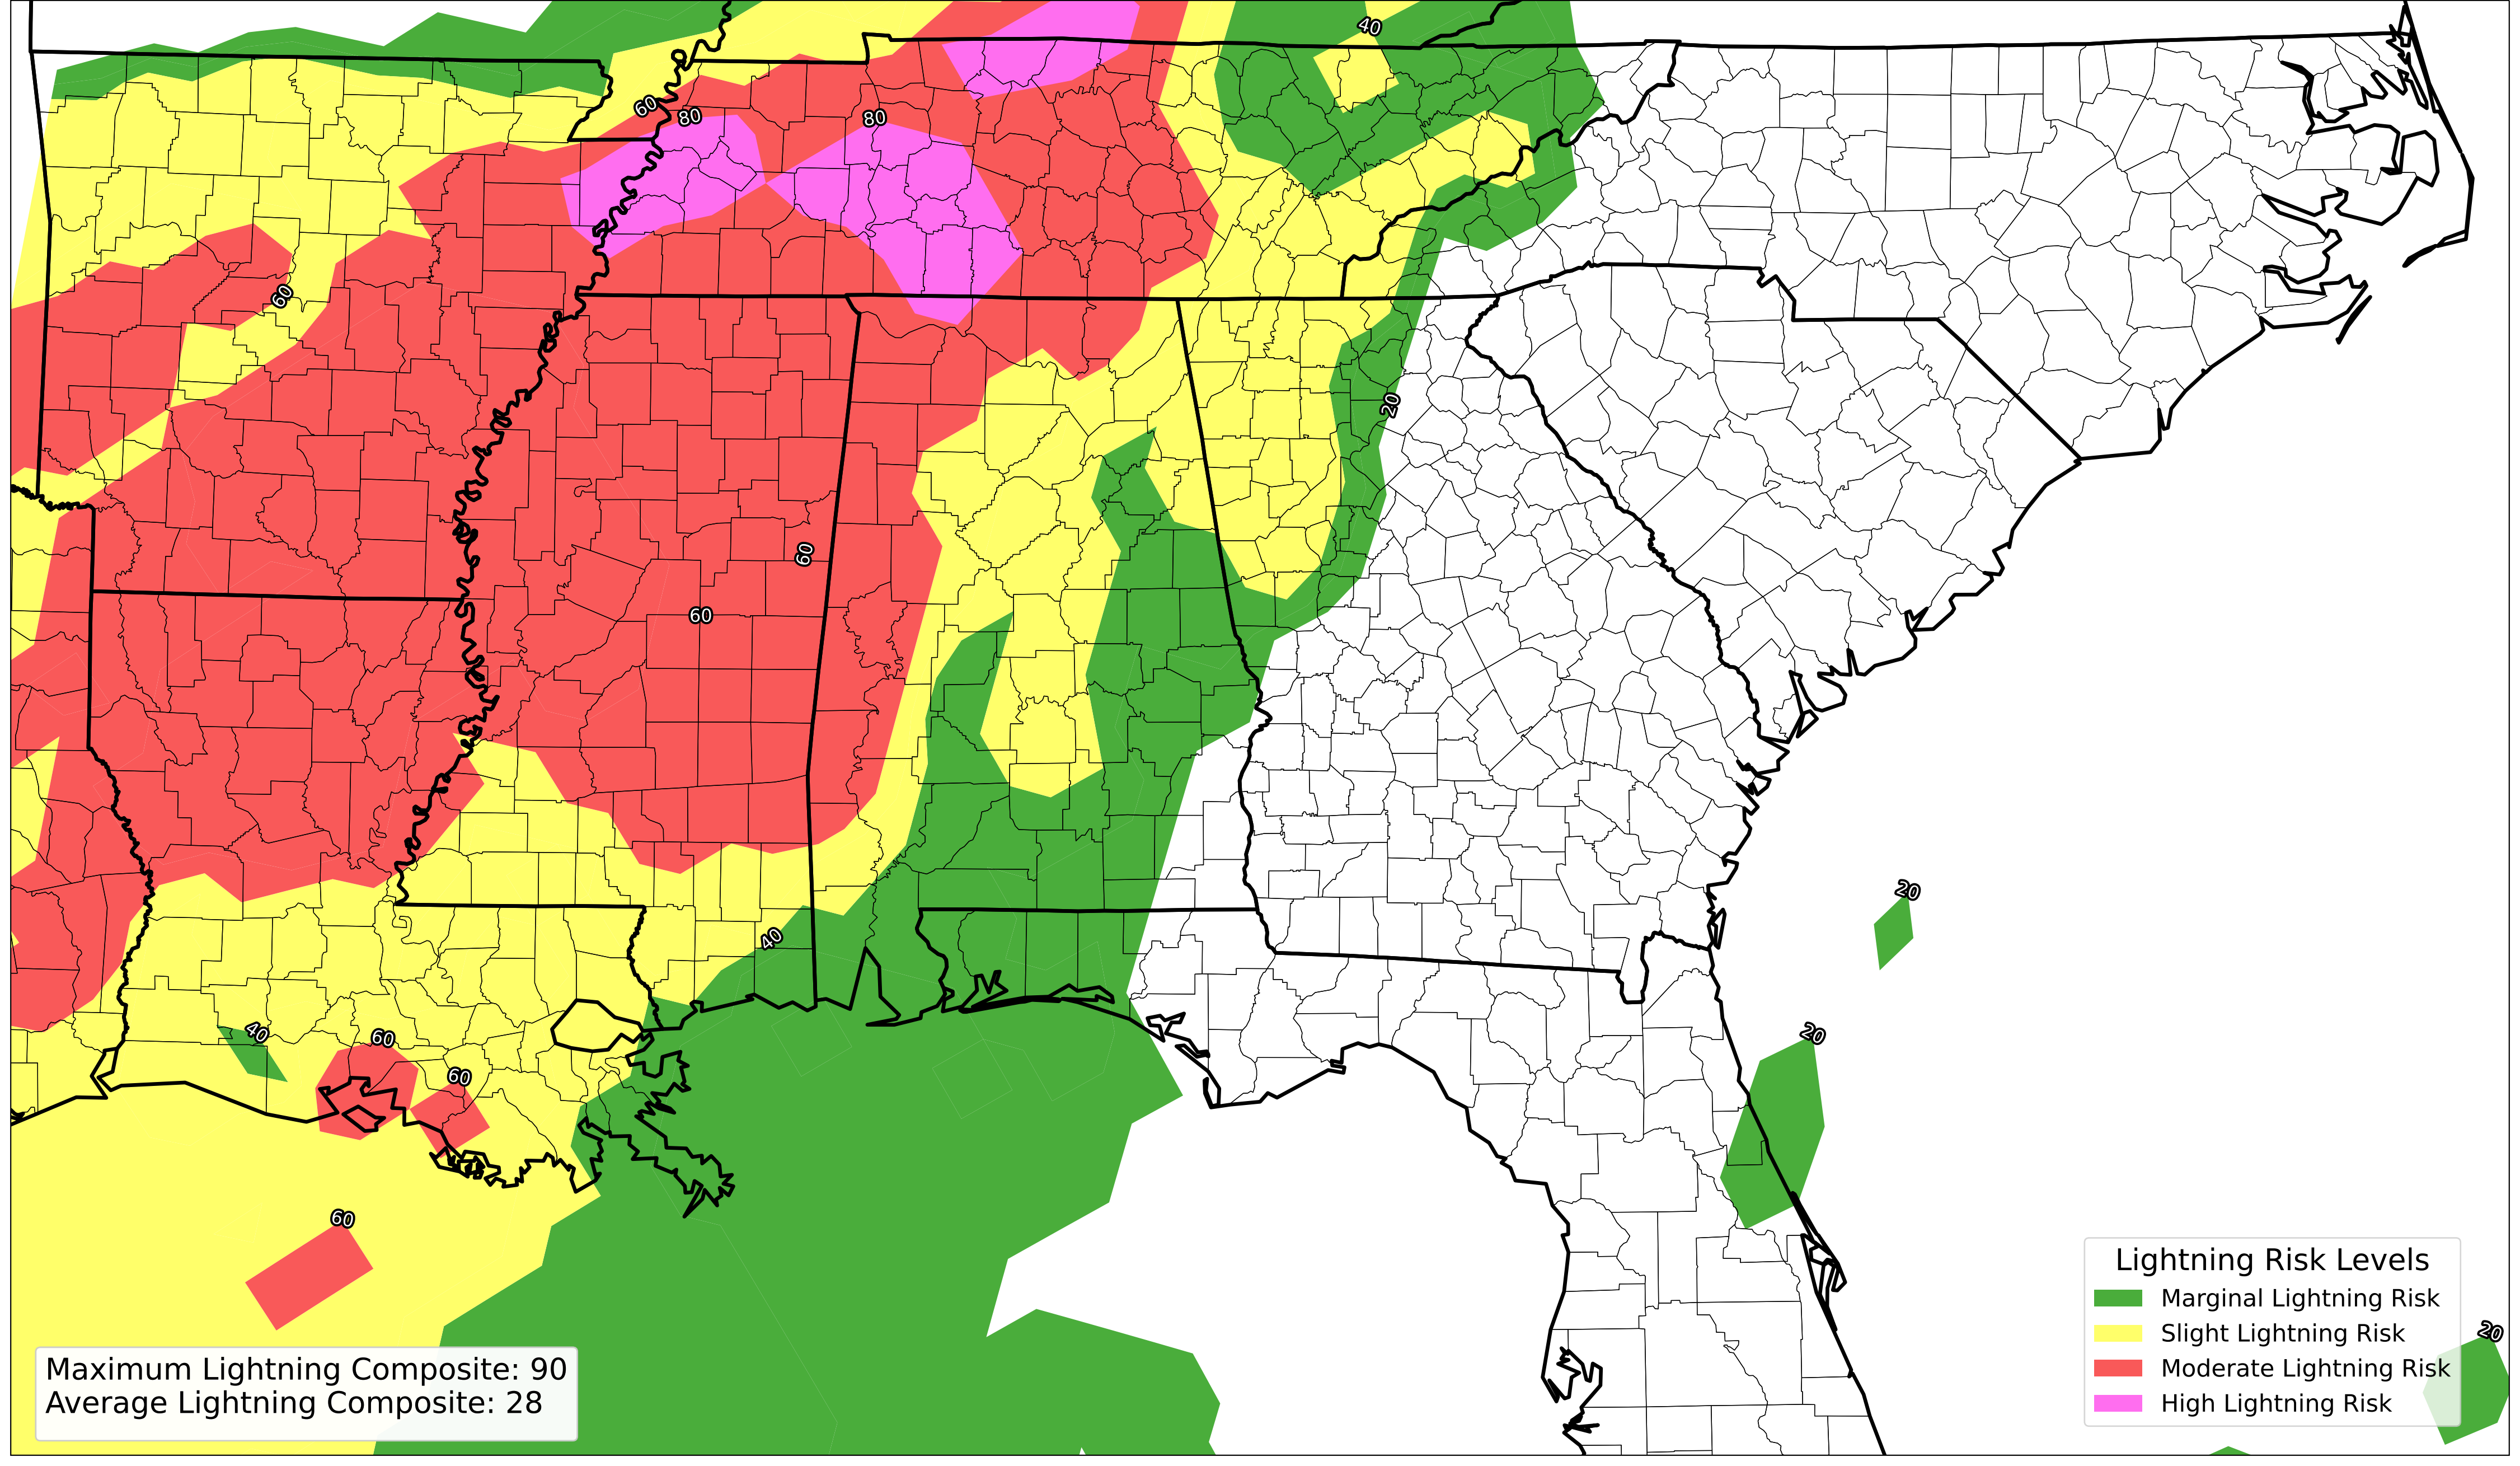 40
60
80
80
60
20
60
60
20
40
40
60
20
60
60
20
Lightning Risk Levels
Marginal Lightning Risk
Slight Lightning Risk
Moderate Lightning Risk
High Lightning Risk
Maximum Lightning Composite: 90
Average Lightning Composite: 28